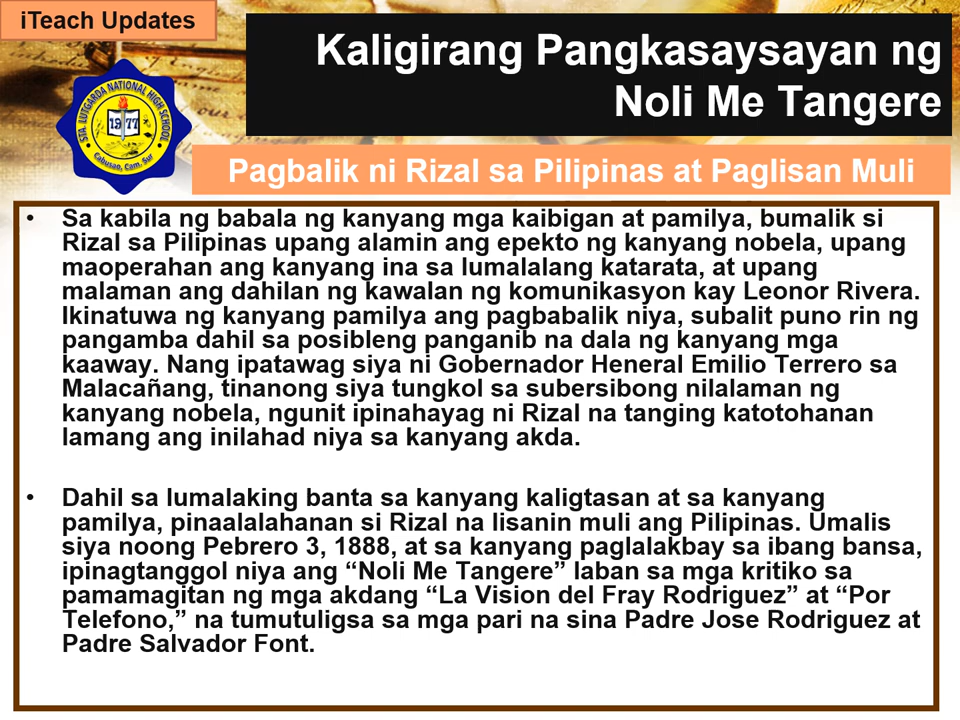 iTeach Updates
Kaligirang Pangkasaysayan ng
Noli Me Tangere
STA. LUTGARDA NATIONAL HIGH SCHOOL
1977
Cabusao, Cam. Sur
Pagbalik ni Rizal sa Pilipinas at Paglisan Muli
• Sa kabila ng babala ng kanyang mga kaibigan at pamilya, bumalik si
Rizal sa Pilipinas upang alamin ang epekto ng kanyang nobela, upang
maoperahan ang kanyang ina sa lumalalang katarata, at upang
malaman ang dahilan ng kawalan ng komunikasyon kay Leonor Rivera.
Ikinatuwa ng kanyang pamilya ang pagbabalik niya, subalit puno rin ng
pangamba dahil sa posibleng panganib na dala ng kanyang mga
kaaway. Nang ipatawag siya ni Gobernador Heneral Emilio Terrero sa
Malacañang, tinanong siya tungkol sa subersibong nilalaman ng
kanyang nobela, ngunit ipinahayag ni Rizal na tanging katotohanan
lamang ang inilahad niya sa kanyang akda.
• Dahil sa lumalaking banta sa kanyang kaligtasan at sa kanyang
pamilya, pinaalalahanan si Rizal na lisanin muli ang Pilipinas. Umalis
siya noong Pebrero 3, 1888, at sa kanyang paglalakbay sa ibang bansa,
ipinagtanggol niya ang “Noli Me Tangere” laban sa mga kritiko sa
pamamagitan ng mga akdang “La Vision del Fray Rodriguez” at “Por
Telefono,” na tumutuligsa sa mga pari na sina Padre Jose Rodriguez at
Padre Salvador Font.